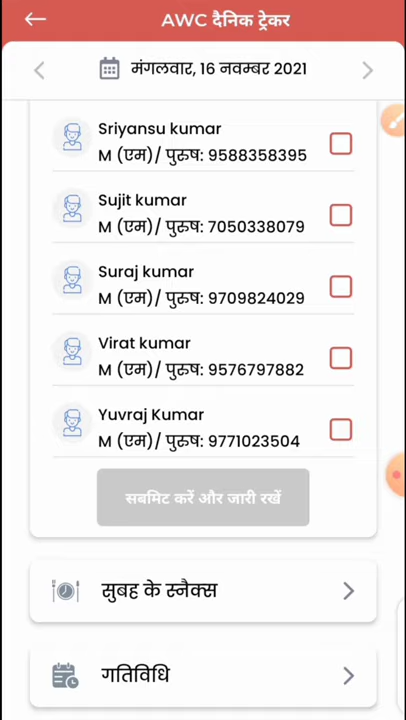 AWC दैनिक ट्रेकर
मंगलवार, 16 नवम्बर 2021
Sriyansu kumar
M (एम)/ पुरुष: 9588358395
Sujit kumar
M (एम)/ पुरुष: 7050338079
Suraj kumar
M (एम)/ पुरुष: 9709824029
Virat kumar
M (एम)/ पुरुष: 9576797882
Yuvraj Kumar
M (एम)/ पुरुष: 9771023504
सबमिट करें और जारी रखें
सुबह के स्नैक्स
गतिविधि